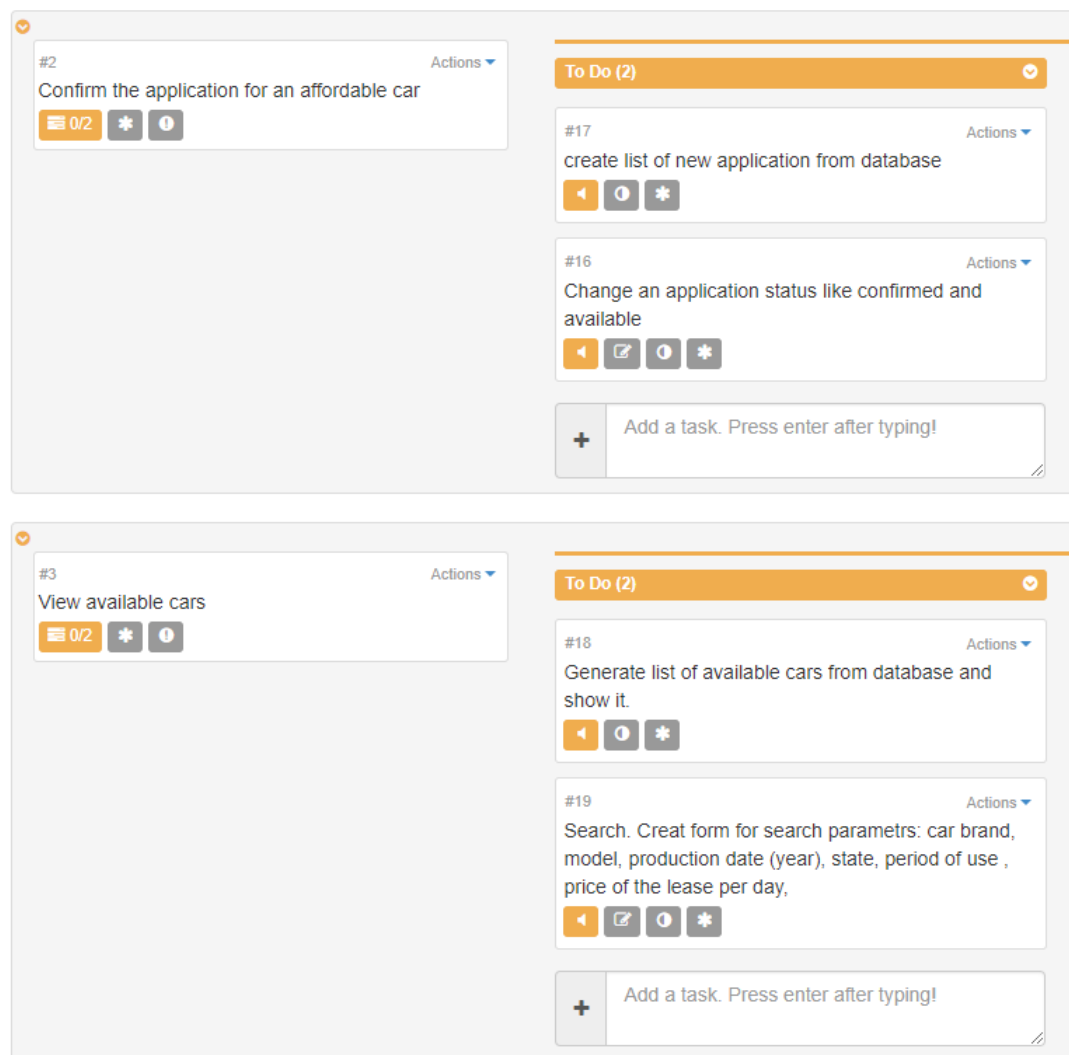 #2
Actions
Confirm the application for an affordable car
0/2
To Do (2)
#17
Actions
create list of new application from database
#16
Actions
Change an application status like confirmed and
available
Add a task. Press enter after typing!
#3
Actions
View available cars
0/2
To Do (2)
#18
Actions
Generate list of available cars from database and
show it.
#19
Actions
Search. Creat form for search parametrs: car brand,
model, production date (year), state, period of use ,
price of the lease per day,
Add a task. Press enter after typing!